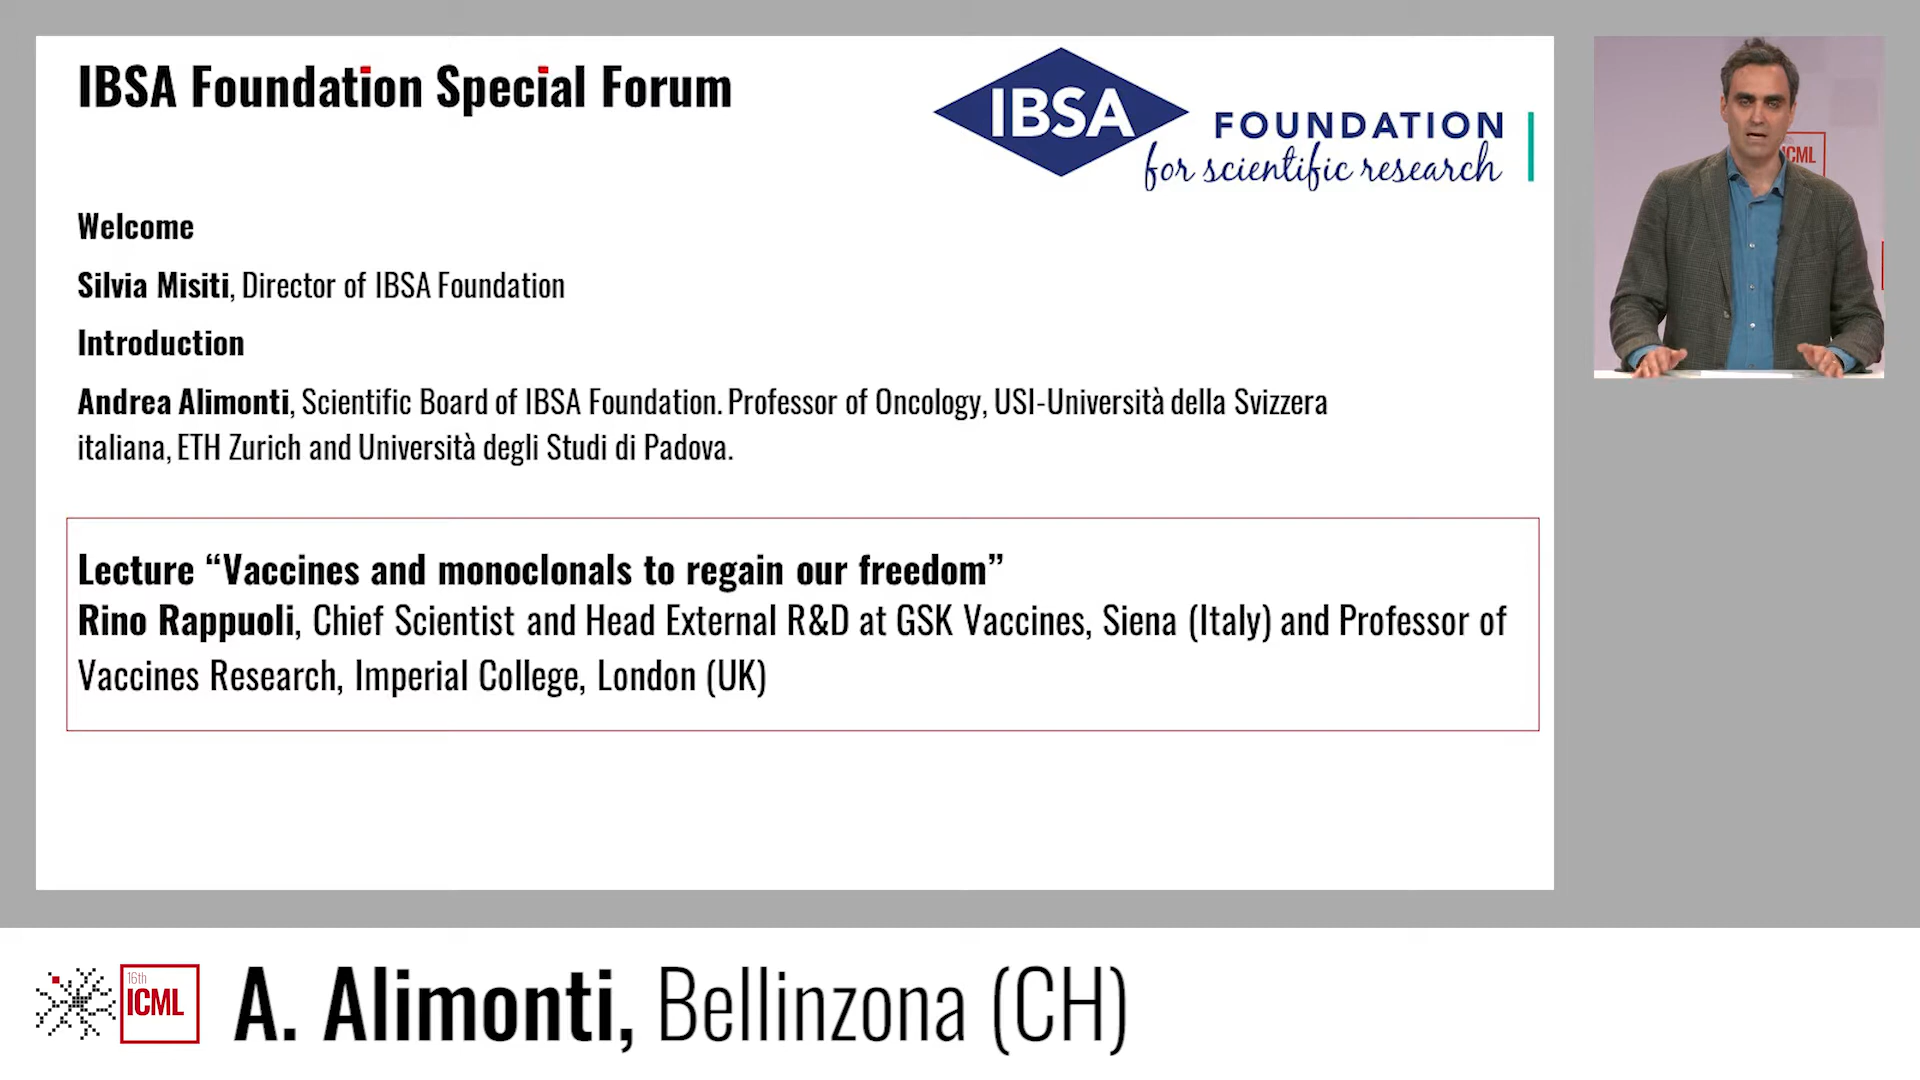 IBSA Foundation Special Forum
IBSA
FOUNDATION
for scientific research
Welcome
Silvia Misiti, Director of IBSA Foundation
Introduction
Andrea Alimonti, Scientific Board of IBSA Foundation. Professor of Oncology, USI-Università della Svizzera
italiana, ETH Zurich and Università degli Studi di Padova.
Lecture “Vaccines and monoclonals to regain our freedom”
Rino Rappuoli, Chief Scientist and Head External R&D at GSK Vaccines, Siena (Italy) and Professor of
Vaccines Research, Imperial College, London (UK)
ICML
16th
ICML
A. Alimonti, Bellinzona (CH)